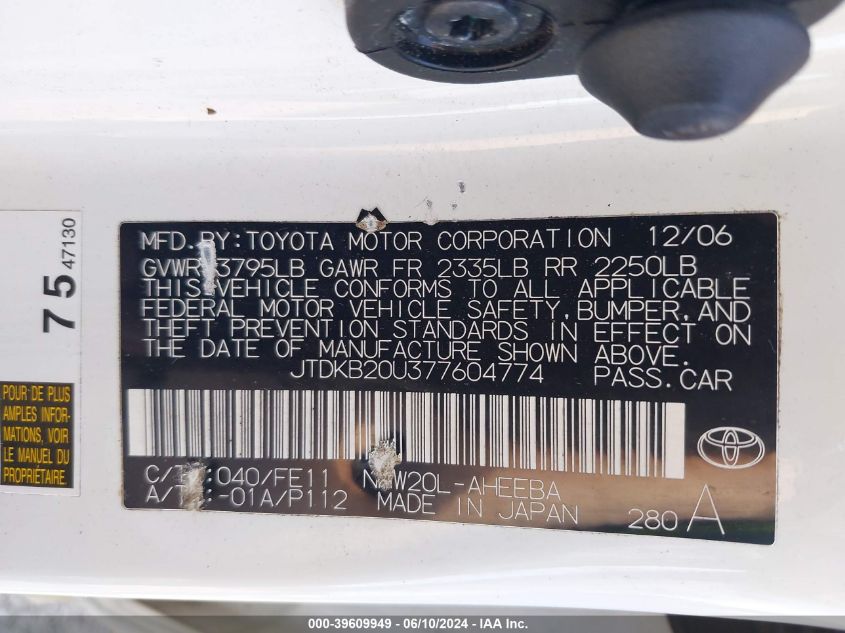 MFD. BY: TOYOTA MOTOR CORPORATION 12/06
GVWR 3795LB GAWR FR 2335LB RR 2250LB
THIS VEHICLE CONFORMS TO ALL APPLICABLE
FEDERAL MOTOR VEHICLE SAFETY, BUMPER, AND
THEFT PREVENTION STANDARDS IN EFFECT ON
THE DATE OF MANUFACTURE SHOWN ABOVE.
JTDKB20U377604774 PASS.CAR
C/T 040/FE11 W20L-AHEEBA
A/T -01A/P112 MADE IN JAPAN 280 A
75 47130
POUR DE PLUS
AMPLES INFOR-
MATIONS, VOIR
LE MANUEL DU
PROPRIÉTAIRE.
000-39609949 - 06/10/2024 - IAA Inc.